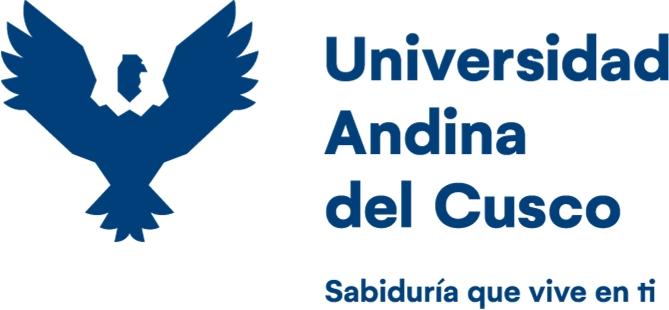 Universidad
Andina
del Cusco
Sabiduría que vive en ti